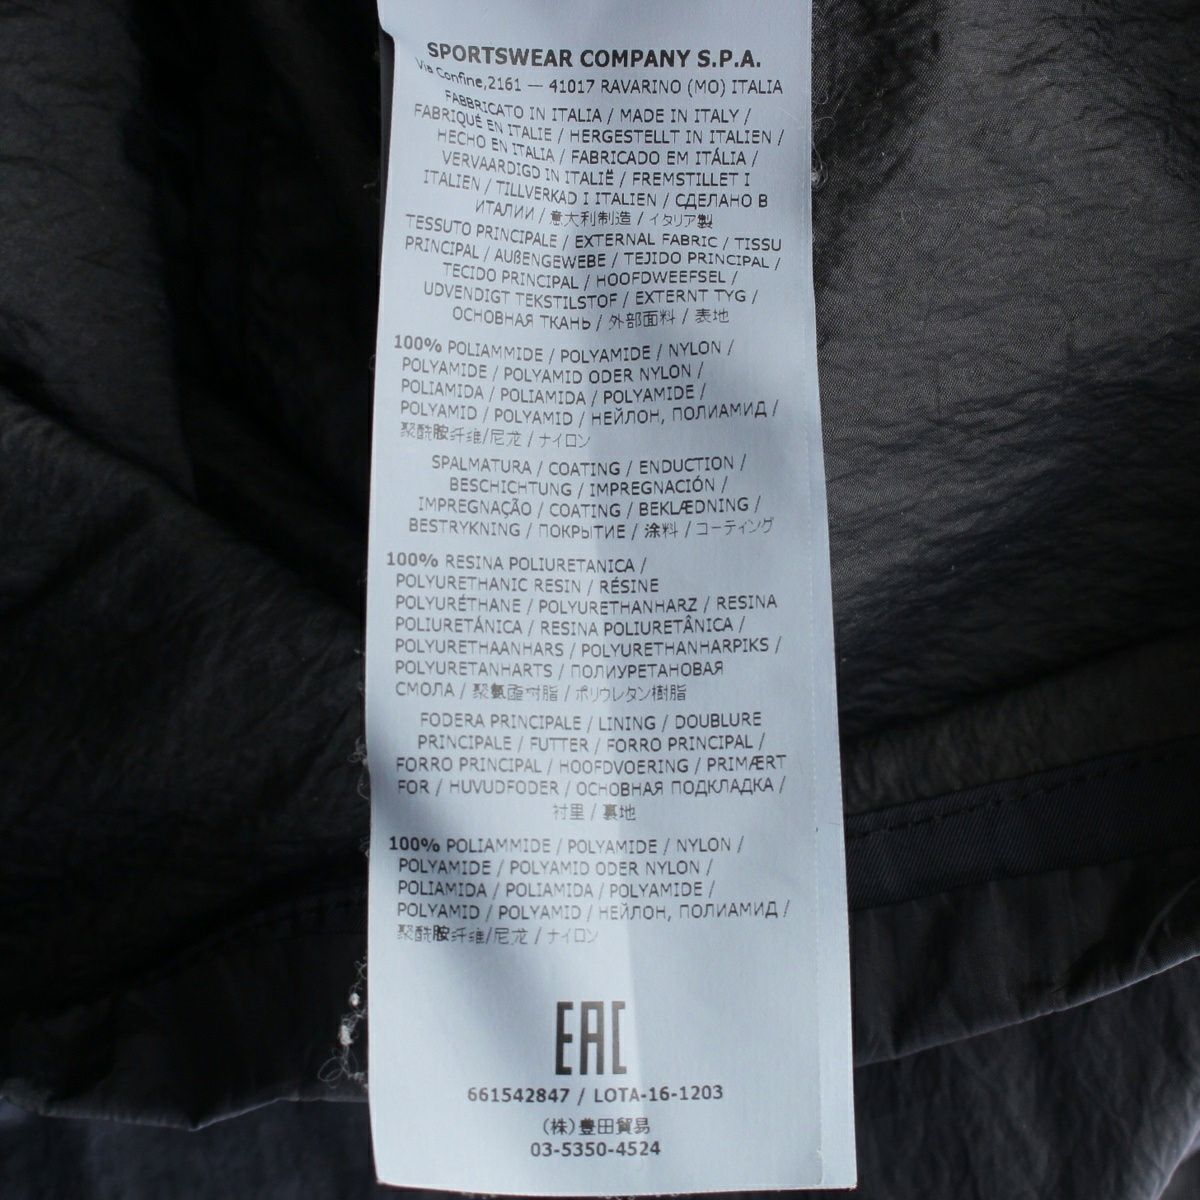 SPORTSWEAR COMPANY S.P.A.
Via Confine,2161 — 41017 RAVARINO (MO) ITALIA
FABBRICATO IN ITALIA / MADE IN ITALY /
FABRIQUÉ EN ITALIE / HERGESTELLT IN ITALIEN /
HECHO EN ITALIA / FABRICADO EM ITÁLIA /
VERVAARDIGD IN ITALIË / FREMSTILLET I
ITALIEN / TILLVERKAD I ITALIEN / СДЕЛАНО В
ИТАЛИИ / 意大利制造 / イタリア製
TESSUTO PRINCIPALE / EXTERNAL FABRIC / TISSU
PRINCIPAL / AUßENGEWEBE / TEJIDO PRINCIPAL /
TECIDO PRINCIPAL / HOOFDWEEFSEL /
UDVENDIGT TEKSTILSTOF / EXTERNT TYG /
ОСНОВНАЯ ТКАНЬ / 外部面料 / 表地
100% POLIAMMIDE / POLYAMIDE / NYLON /
POLYAMIDE / POLYAMID ODER NYLON /
POLIAMIDA / POLIAMIDA / POLYAMIDE /
POLYAMID / POLYAMID / НЕЙЛОН, ПОЛИАМИД /
聚酰胺纤维/尼龙 / ナイロン
SPALMATURA / COATING / ENDUCTION /
BESCHICHTUNG / IMPREGNACIÓN /
IMPREGNAÇÃO / COATING / BEKLÆDNING /
BESTRYKNING / ПОКРЫТИЕ / 涂料 / コーティング
100% RESINA POLIURETANICA /
POLYURETHANIC RESIN / RÉSINE
POLYURÉTHANE / POLYURETHANHARZ / RESINA
POLIURETÁNICA / RESINA POLIURETÂNICA /
POLYURETHAANHARS / POLYURETHANHARPIKS /
POLYURETANHARTS / ПОЛИУРЕТАНОВАЯ
СМОЛА / 聚氨酯树脂 / ポリウレタン樹脂
FODERA PRINCIPALE / LINING / DOUBLURE
PRINCIPALE / FUTTER / FORRO PRINCIPAL /
FORRO PRINCIPAL / HOOFDVOERING / PRIMÆRT
FOR / HUVUDFODER / ОСНОВНАЯ ПОДКЛАДКА /
衬里 / 裏地
100% POLIAMMIDE / POLYAMIDE / NYLON /
POLYAMIDE / POLYAMID ODER NYLON /
POLIAMIDA / POLIAMIDA / POLYAMIDE /
POLYAMID / POLYAMID / НЕЙЛОН, ПОЛИАМИД /
聚酰胺纤维/尼龙 / ナイロン
EAC
661542847 / LOTA-16-1203
(株)豊田貿易
03-5350-4524